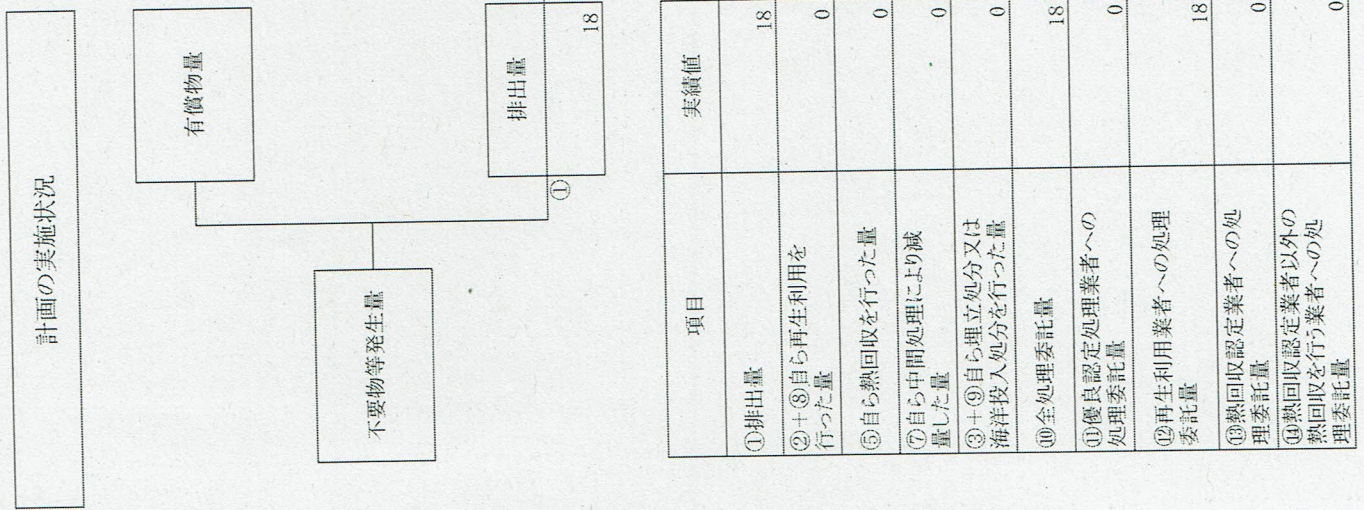 計画の実施状況
有償物量
不要物等発生量
排出量
①
18
項目
実績値
①排出量
18
②+⑧自ら再生利用を
行った量
0
⑤自ら熱回収を行った量
0
⑦自ら中間処理により減
量した量
0
③+⑨自ら埋立処分又は
海洋投入処分を行った量
0
⑩全処理委託量
18
⑪優良認定処理業者への
処理委託量
0
⑫再生利用業者への処理
委託量
18
⑬熱回収認定業者への処
理委託量
0
⑭熱回収認定業者以外の
熱回収を行う業者への処
理委託量
0